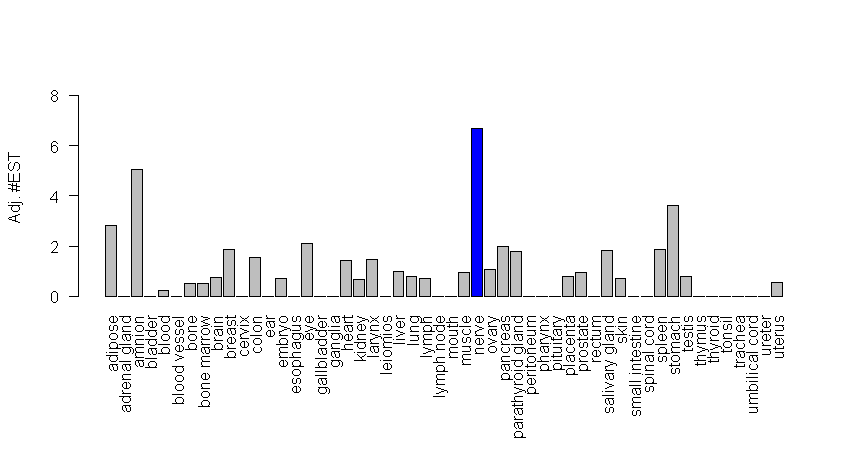 Adj. #EST
8
6
4
2
0
adipose
adrenal gland
amnion
bladder
blood
blood vessel
bone
bone marrow
brain
breast
cervix
colon
ear
embryo
esophagus
eye
gallbladder
ganglia
heart
kidney
larynx
leiomios
liver
lung
lymph
lymph node
mouth
muscle
nerve
ovary
pancreas
parathyroid gland
peritoneum
pharynx
pituitary
placenta
prostate
rectum
salivary gland
skin
small intestine
spinal cord
spleen
stomach
testis
thymus
thyroid
tonsil
trachea
umbilical cord
ureter
uterus